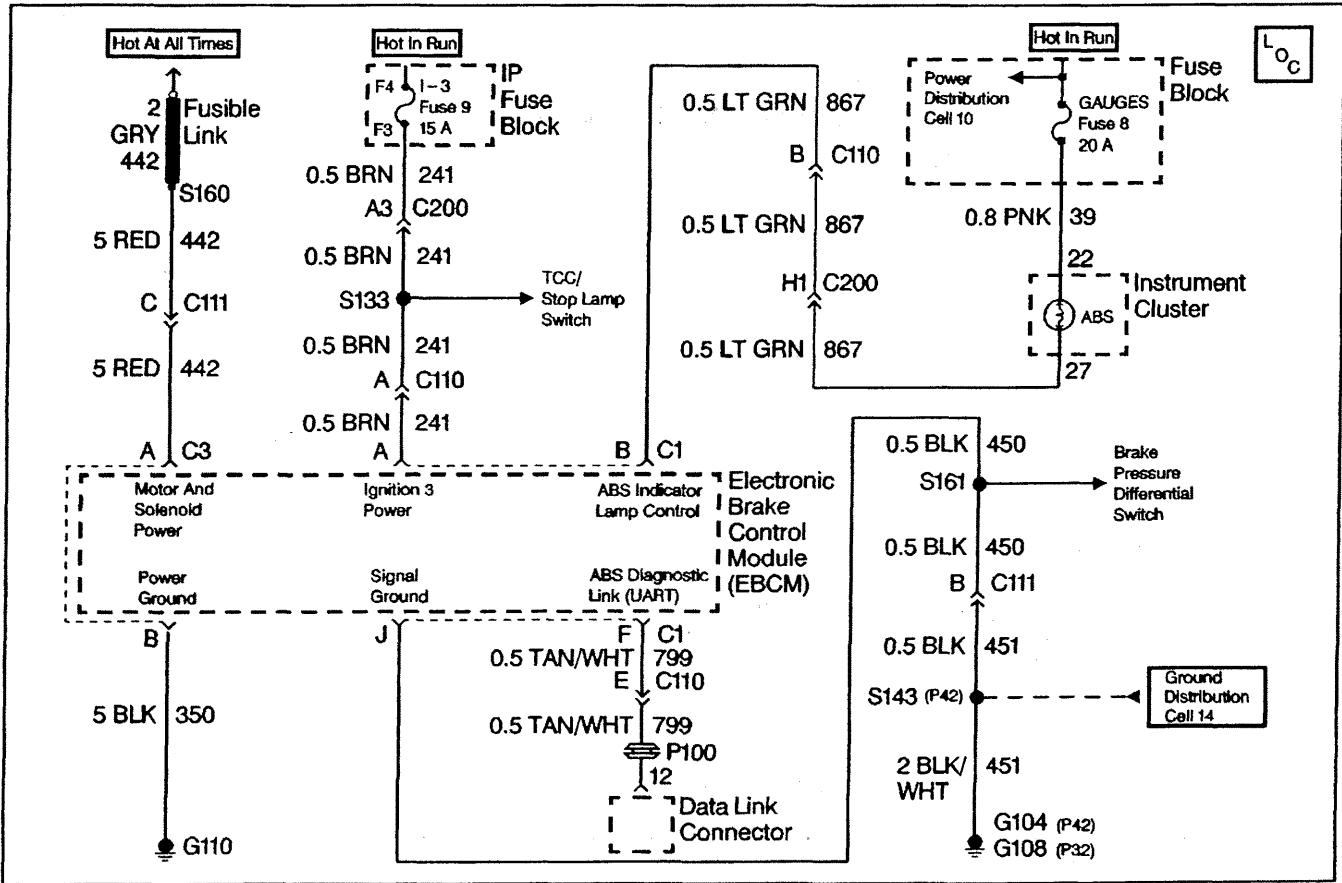 Hot At All Times
2
Fusible
GRY
Link
442
S160
5 RED 442
C C111
5 RED 442
A C3
Hot In Run
IP
Fuse
Block
F4
I-3
Fuse 9
F3
15 A
0.5 BRN 241
A3 C200
0.5 BRN 241
S133
TCC/
Stop Lamp
Switch
0.5 BRN 241
A C110
0.5 BRN 241
A
0.5 LT GRN 867
B C110
0.5 LT GRN 867
H1 C200
0.5 LT GRN 867
B C1
Hot In Run
Power
Distribution
Cell 10
GAUGES
Fuse 8
20 A
Fuse
Block
LOC
0.8 PNK 39
22
Instrument
Cluster
ABS
27
Motor And
Solenoid
Power
Ignition 3
Power
ABS Indicator
Lamp Control
Power
Ground
Signal
Ground
ABS Diagnostic
Link (UART)
Electronic
Brake
Control
Module
(EBCM)
B
5 BLK 350
G110
J
F C1
0.5 TAN/WHT 799
E C110
0.5 TAN/WHT 799
P100
12
Data Link
Connector
0.5 BLK 450
S161
Brake
Pressure
Differential
Switch
0.5 BLK 450
B C111
0.5 BLK 451
S143 (P42)
Ground
Distribution
Cell 14
2 BLK/
WHT
451
G104 (P42)
G108 (P32)